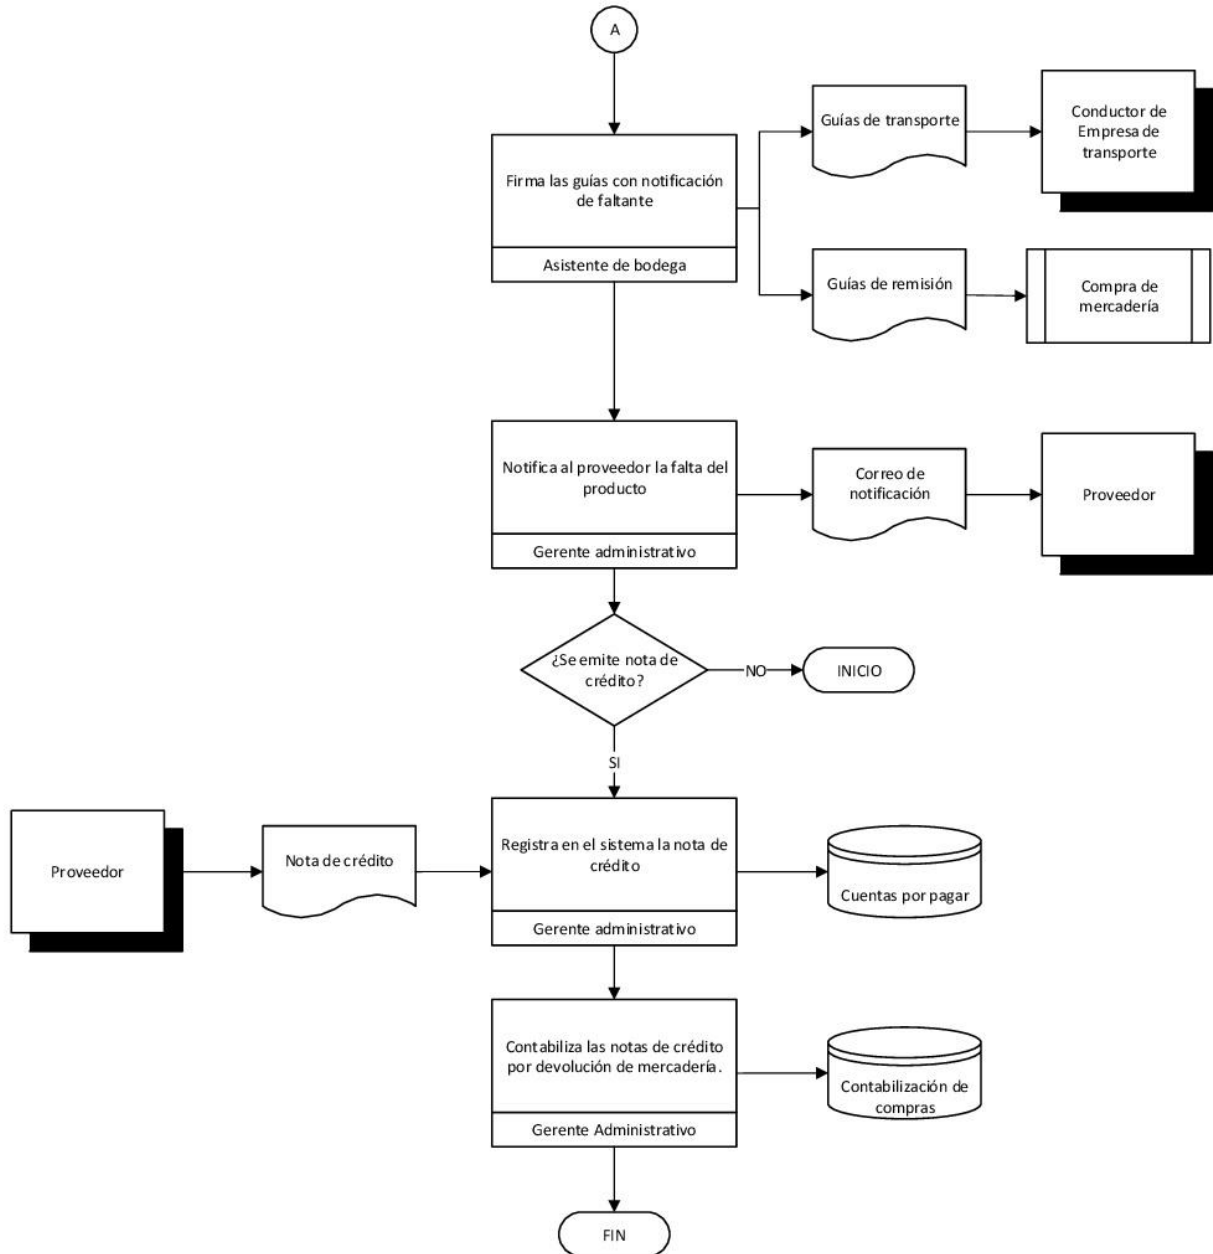 A
Guías de transporte
Conductor de
Empresa de
transporte
Firma las guías con notificación
de faltante
Asistente de bodega
Guías de remisión
Compra de
mercadería
Notifica al proveedor la falta del
producto
Gerente administrativo
Correo de
notificación
Proveedor
¿Se emite nota de
crédito?
NO
INICIO
SI
Proveedor
Nota de crédito
Registra en el sistema la nota de
crédito
Gerente administrativo
Cuentas por pagar
Contabiliza las notas de crédito
por devolución de mercadería.
Gerente Administrativo
Contabilización de
compras
FIN